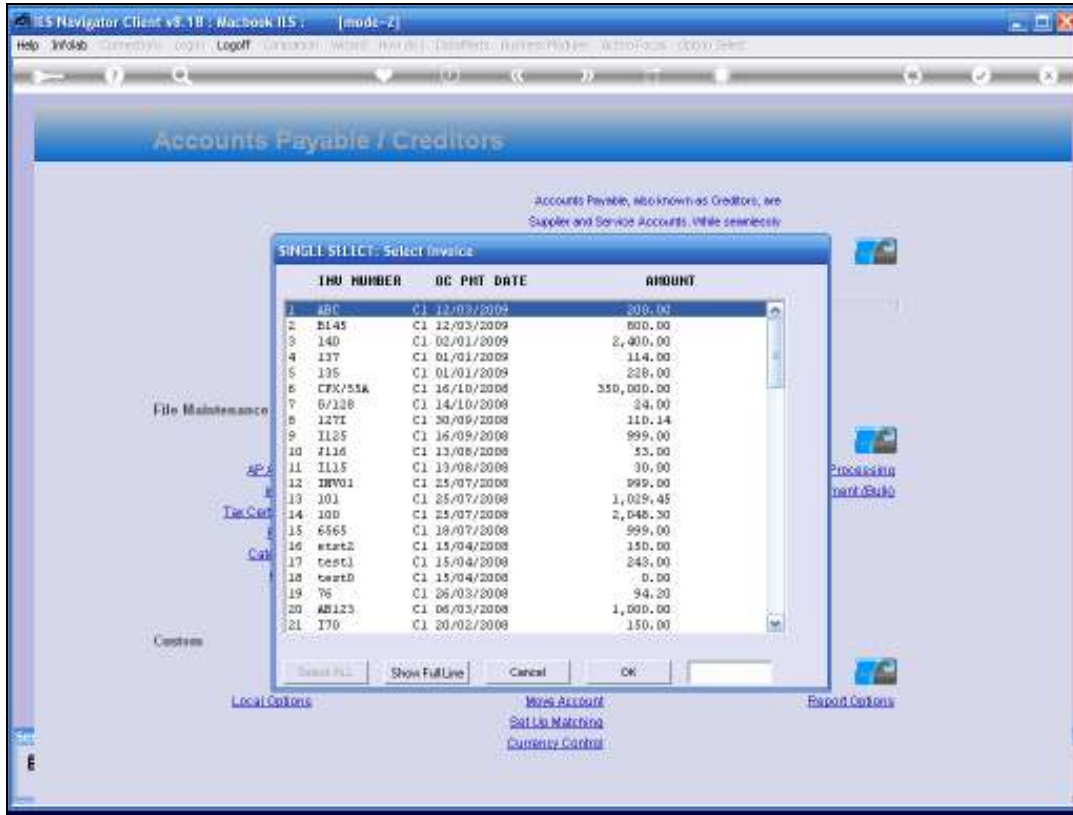 IES Navigator Client v8.1B : Macbook IES : [mode-Z]
Help Infolab Logoff
Accounts Payable / Creditors
Accounts Payable, also known as Creditors, are
Supplier and Service Accounts. While seamlessly
SINGLE SELECT: Select Invoice
INV NUMBER OC PMT DATE AMOUNT
1 ABC C1 12/03/2009 200.00
2 B145 C1 12/03/2009 800.00
3 140 C1 02/01/2009 2,400.00
4 137 C1 01/01/2009 114.00
5 135 C1 01/01/2009 228.00
6 CFX/55A C1 16/10/2008 350,000.00
7 G/128 C1 14/10/2008 24.00
8 127I C1 30/09/2008 110.14
9 I125 C1 16/09/2008 999.00
10 J116 C1 13/08/2008 53.00
11 IL15 C1 13/08/2008 30.00
12 INV01 C1 25/07/2008 999.00
13 101 C1 25/07/2008 1,029.45
14 100 C1 25/07/2008 2,048.30
15 6565 C1 18/07/2008 999.00
16 C1 15/04/2008 150.00
17 test1 C1 15/04/2008 243.00
18 test0 C1 15/04/2008 0.00
19 76 C1 26/03/2008 94.20
20 AB123 C1 06/03/2008 1,000.00
21 I70 C1 20/02/2008 150.00
Select ALL Show Full Line Cancel OK
File Maintenance
AP A
Processing
ment (Bulk)
Tax Cert
Custom
Local Options Move Account Report Options
Set Up Matching
Currency Control